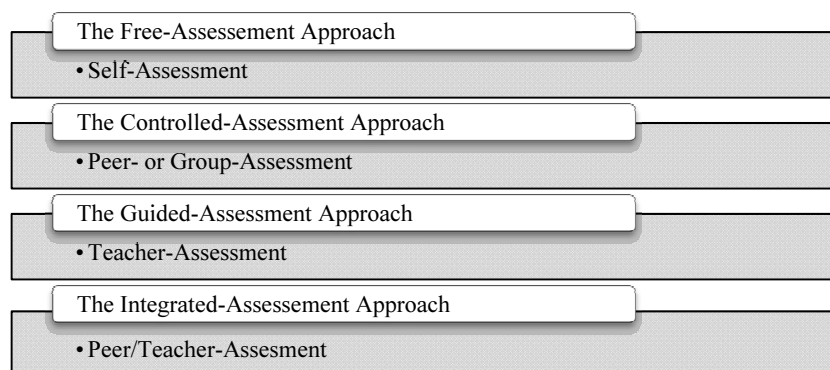 The Free-Assessement Approach
• Self-Assessment
The Controlled-Assessment Approach
• Peer- or Group-Assessment
The Guided-Assessment Approach
• Teacher-Assessment
The Integrated-Assessement Approach
• Peer/Teacher-Assesment